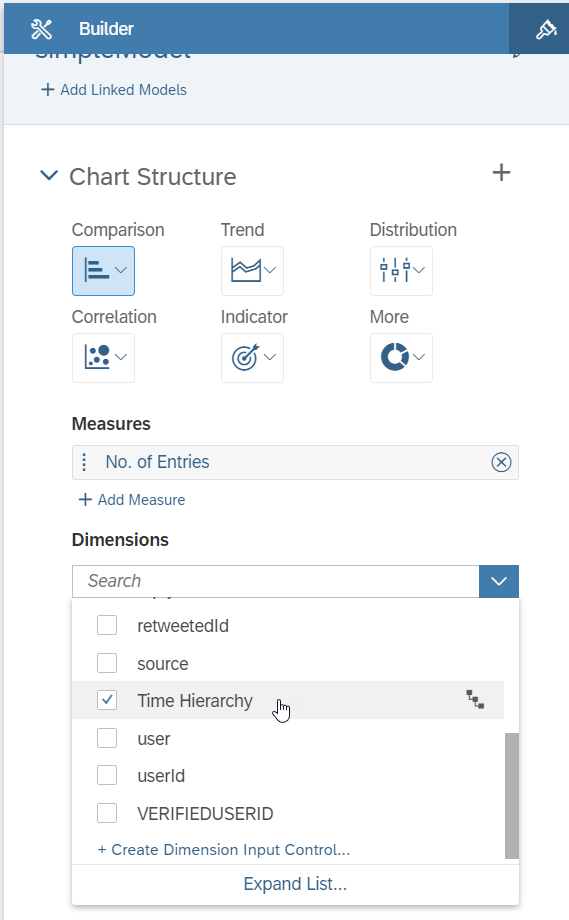 Builder
SimpleModel
+ Add Linked Models
Chart Structure
Comparison Trend Distribution
Correlation Indicator More
Measures
No. of Entries
+ Add Measure
Dimensions
Search
retweetedId
source
Time Hierarchy
user
userId
VERIFIEDUSERID
+ Create Dimension Input Control...
Expand List...